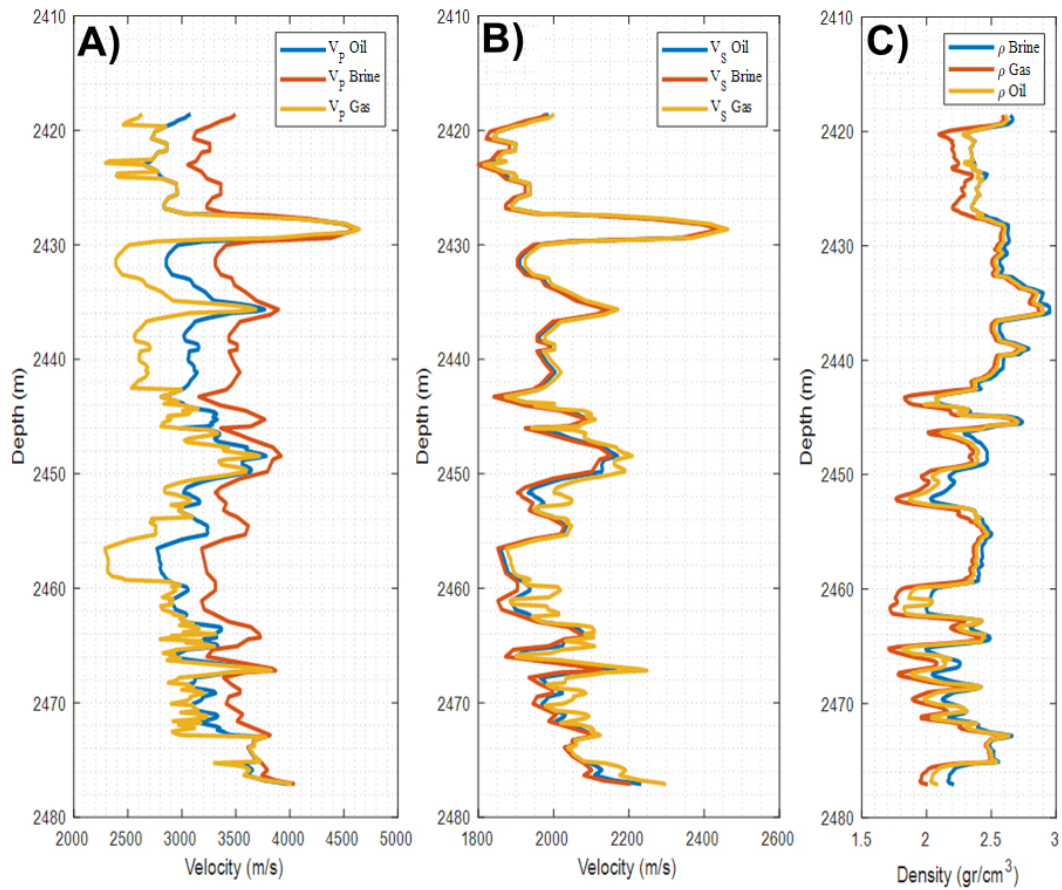 A)
V_P Oil
V_P Brine
V_P Gas
2410
2420
2430
2440
2450
2460
2470
2480
Depth (m)
2000 2500 3000 3500 4000 4500 5000
Velocity (m/s)
B)
V_S Oil
V_S Brine
V_S Gas
2410
2420
2430
2440
2450
2460
2470
2480
Depth (m)
1800 2000 2200 2400 2600
Velocity (m/s)
C)
ρ Brine
ρ Gas
ρ Oil
2410
2420
2430
2440
2450
2460
2470
2480
Depth (m)
1.5 2 2.5 3
Density (gr/cm³)